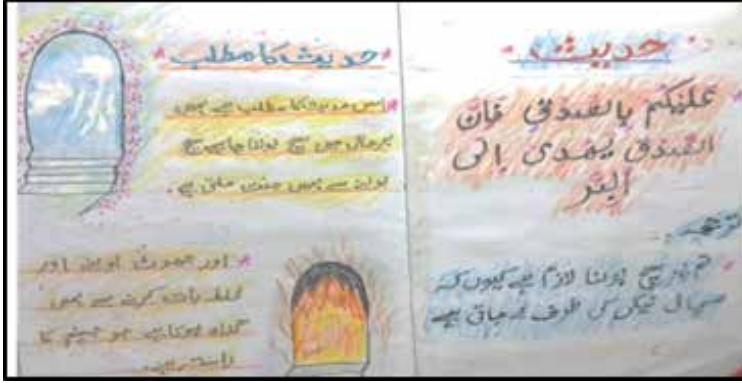 حدیث
علیکم بالصدق فان
الصدق یھدی الی
البر
ترجمہ:
تم پر سچ بولنا لازم ہے کیوں کہ
سچائی نیکی کی طرف لے جاتی ہے
حدیث کا مطلب
اس حدیث کا مطلب ہے ہمیں
ہر حال میں سچ بولنا چاہیے سچ
بولنے سے ہمیں جنت ملتی ہے۔
اور جھوٹ بولنے اور
غلط بات کرنے سے ہمیں
گناہ ہوتا ہے جو جہنم کا
راستہ ہے۔